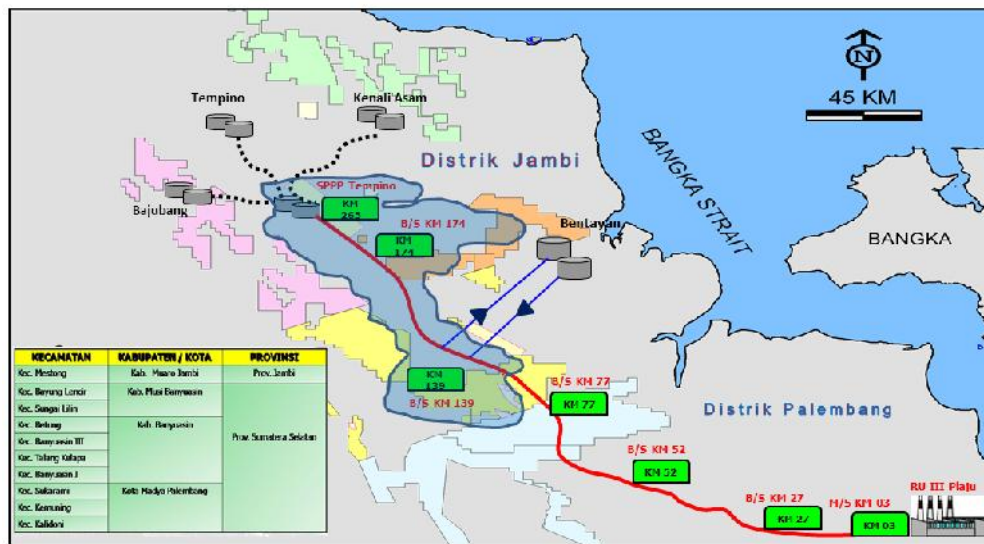 N
45 KM
Tempino
Kenali Asam
Distrik Jambi
BANGKA STRAIT
SPPP Tempino
KM
265
Bajubang
B/S KM 174
KM
174
Bentayan
BANGKA
KECAMATAN KABUPATEN / KOTA PROVINSI
Kec. Mestong Kab. Muaro Jambi Prov. Jambi
Kec. Bayung Lencir Kab. Musi Banyuasin
Kec. Sungai Lilin
Kec. Betung Kab. Banyuasin
Kec. Banyuasin III Prov. Sumatera Selatan
Kec. Talang Kelapa
Kec. Banyuasin I
Kec. Sukarami Kota Madya Palembang
Kec. Kemuning
Kec. Kalidoni
KM
139
B/S KM 139
B/S KM 77
KM 77
Distrik Palembang
B/S KM 52
KM 52
B/S KM 27
KM 27
M/S KM 03
KM 03
RU III Plaju